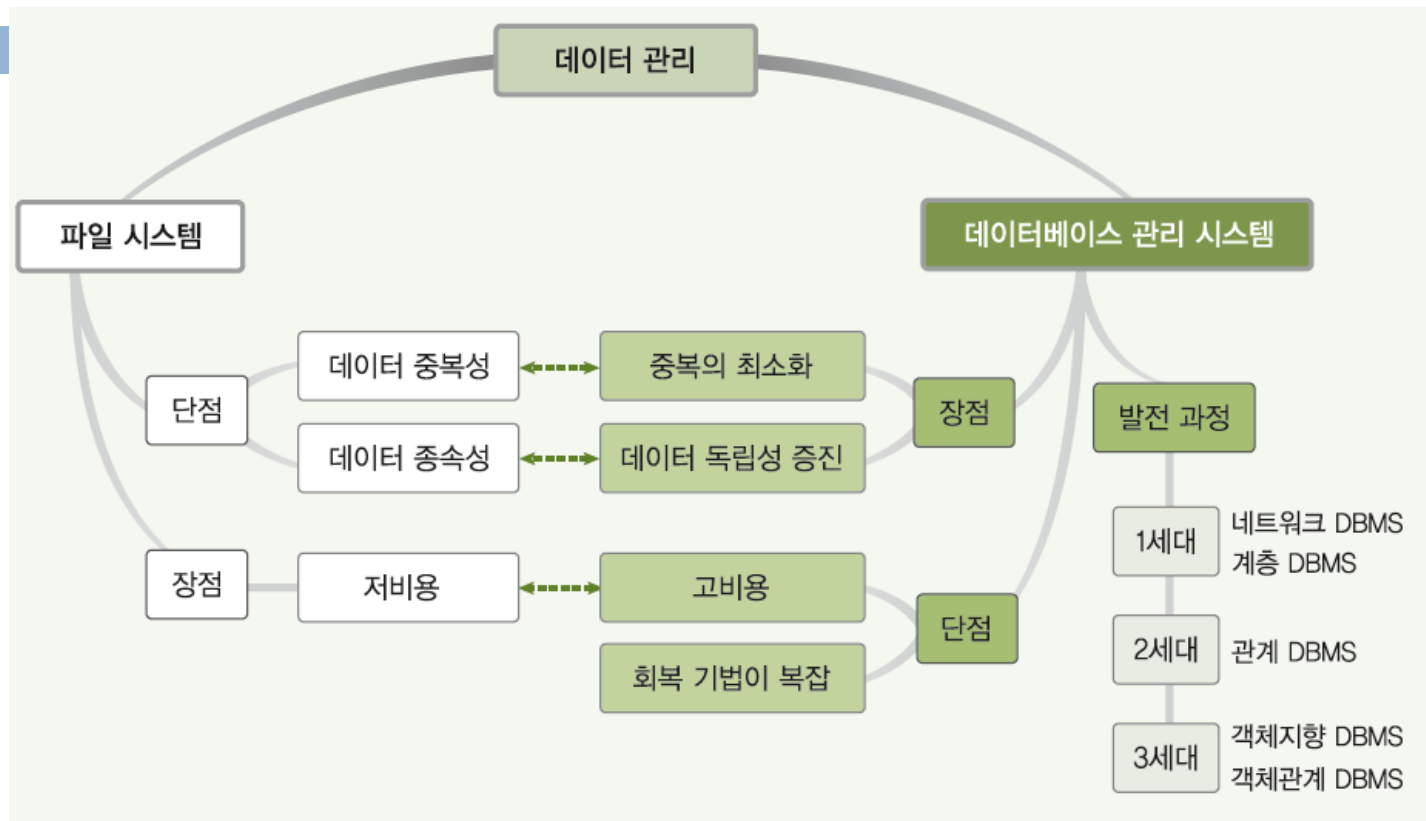 데이터 관리
파일 시스템
데이터베이스 관리 시스템
데이터 중복성
중복의 최소화
단점
장점
발전 과정
데이터 종속성
데이터 독립성 증진
1세대
네트워크 DBMS
계층 DBMS
장점
저비용
고비용
단점
회복 기법이 복잡
2세대
관계 DBMS
3세대
객체지향 DBMS
객체관계 DBMS